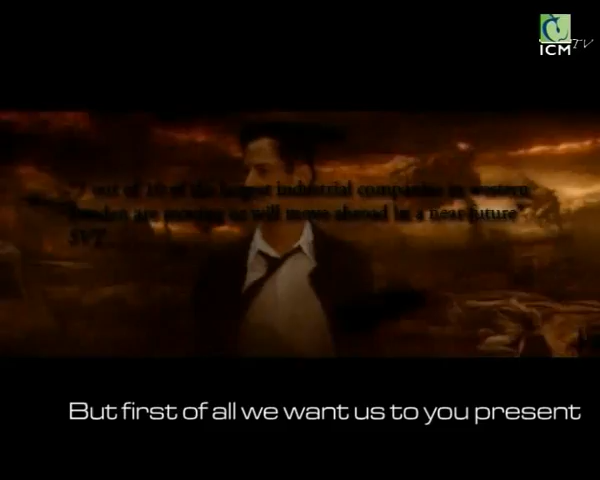 ICM TV
"7 out of 10 of the largest industrial companies in western
Sweden are moving or will move abroad in a near future"
SVT
But first of all we want us to you present